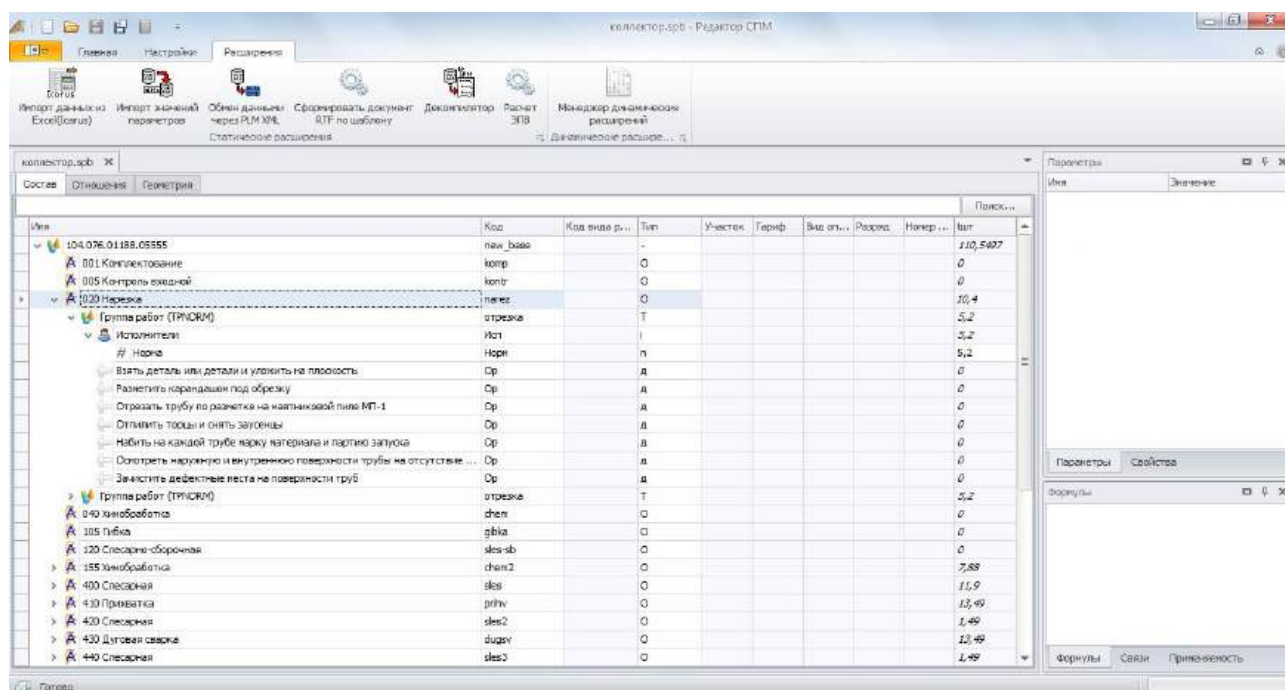 коллектор.spb - Редактор СПМ
Главная Настройки Расширения
Icarus
Импорт данных из Excel(Icarus) Импорт значений параметров Обмен данными через PLM XML Сформировать документ RTF по шаблону Декомпилятор Расчет ЭПВ Менеджер динамических расширений
Статические расширения Динамические расшире...
коллектор.spb
Состав Отношения Геометрия
Поиск...
Имя Код Код вида р... Тип Участок Тариф Вид оп... Разряд Номер ... tшт
104.076.01188.05555 new_base - 110,5407
001 Комплектование komp О 0
005 Контроль входной kontr О 0
020 Нарезка narez О 10,4
Группа работ (TPNORM) отрезка Т 5,2
Исполнители Исп i 5,2
# Норма Норм n 5,2
Взять деталь или детали и уложить на плоскость Op д 0
Разметить карандашом под обрезку Op д 0
Отрезать трубу по разметке на маятниковой пиле МП-1 Op д 0
Отпилить торцы и снять заусенцы Op д 0
Набить на каждой трубе марку материала и партию запуска Op д 0
Осмотреть наружную и внутреннюю поверхности трубы на отсутствие ... Op д 0
Зачистить дефектные места на поверхности труб Op д 0
Группа работ (TPNORM) отрезка Т 5,2
040 Химобработка chem О 0
105 Гибка gibka О 0
120 Слесарно-сборочная sles-sb О 0
155 Химобработка chem2 О 7,88
400 Слесарная sles О 11,9
410 Прихватка prihv О 13,49
420 Слесарная sles2 О 1,49
430 Дуговая сварка dugsv О 13,49
440 Слесарная sles3 О 1,49
Параметры
Имя Значение
Параметры Свойства
Формулы
Формулы Связи Применяемость
Готово